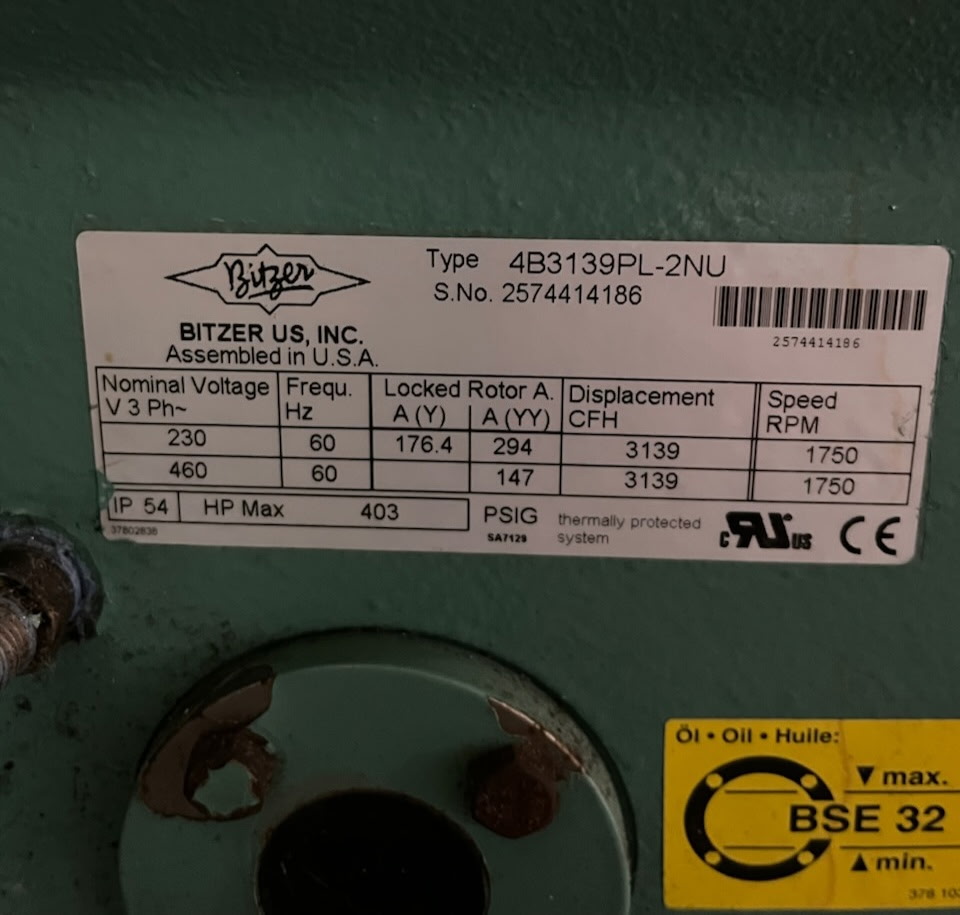 Bitzer
Type 4B3139PL-2NU
S.No. 2574414186
2574414186
BITZER US, INC.
Assembled in U.S.A.
Nominal Voltage V 3 Ph~ Frequ. Hz Locked Rotor A. A (Y) A (YY) Displacement CFH Speed RPM
230 60 176.4 294 3139 1750
460 60 147 3139 1750
IP 54 HP Max 403 PSIG thermally protected system c RU US CE
37802836 SA7129
Öl • Oil • Huile:
▼ max.
BSE 32
▲ min.